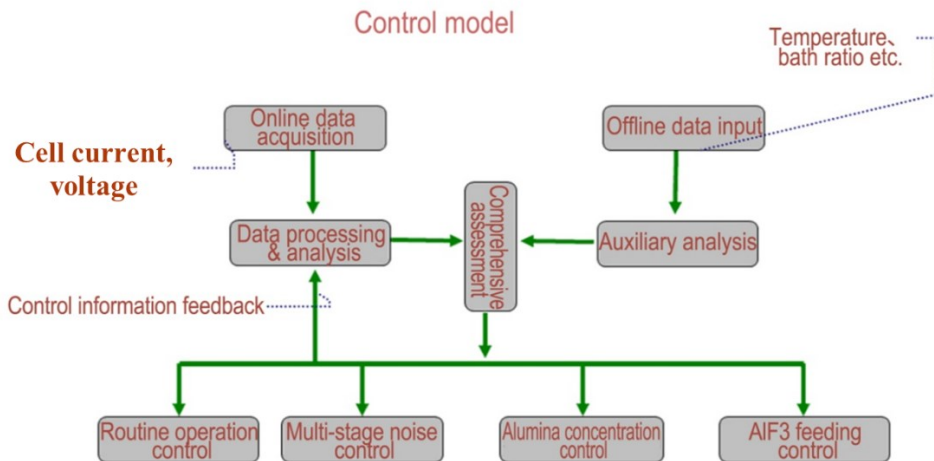 Control model
Temperature、
bath ratio etc.
Online data
acquisition
Offline data input
Cell current,
voltage
Comprehensive
assessment
Data processing
& analysis
Auxiliary analysis
Control information feedback
Routine operation
control
Multi-stage noise
control
Alumina concentration
control
AlF3 feeding
control